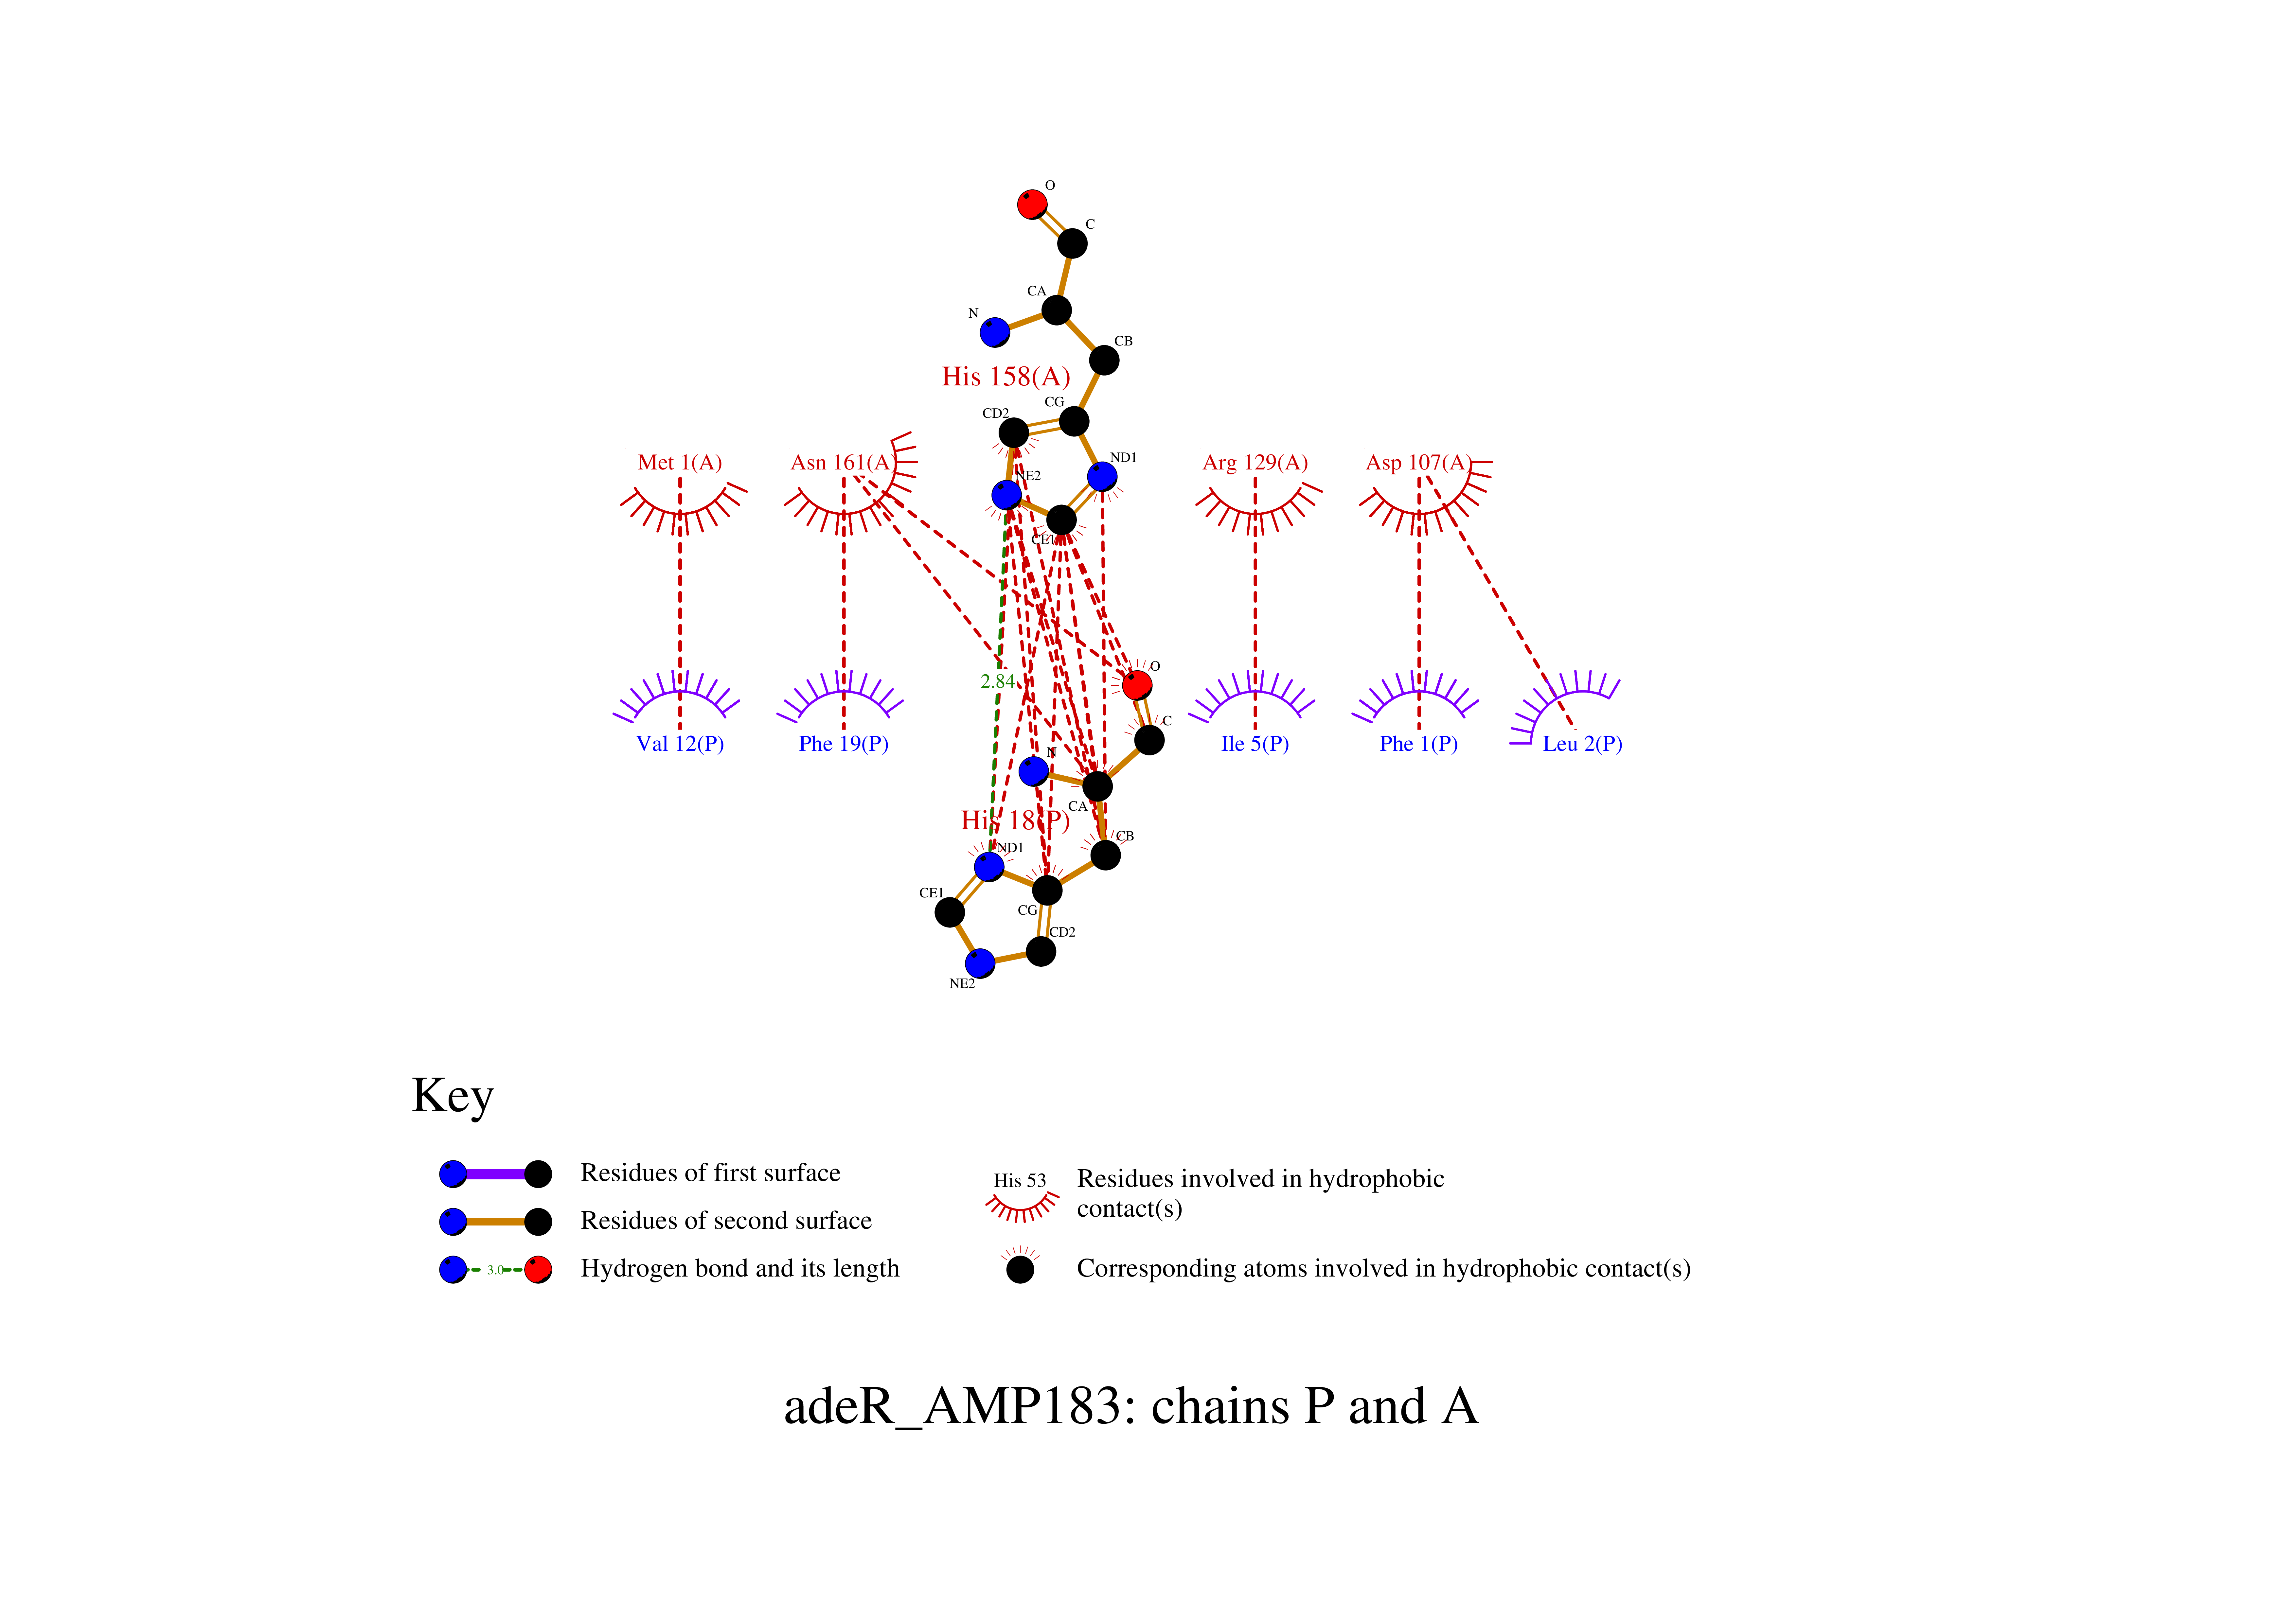 O
C
CA
N
CB
His 158(A)
CG
CD2
ND1
Met 1(A)
Asn 161(A)
Arg 129(A)
Asp 107(A)
NE2
CE1
O
2.84
C
Val 12(P)
Phe 19(P)
Ile 5(P)
Phe 1(P)
Leu 2(P)
N
CA
His 18(P)
CB
ND1
CE1
CG
CD2
NE2
Key
Residues of first surface
Residues of second surface
3.0
Hydrogen bond and its length
His 53
Residues involved in hydrophobic
contact(s)
Corresponding atoms involved in hydrophobic contact(s)
adeR_AMP183: chains P and A